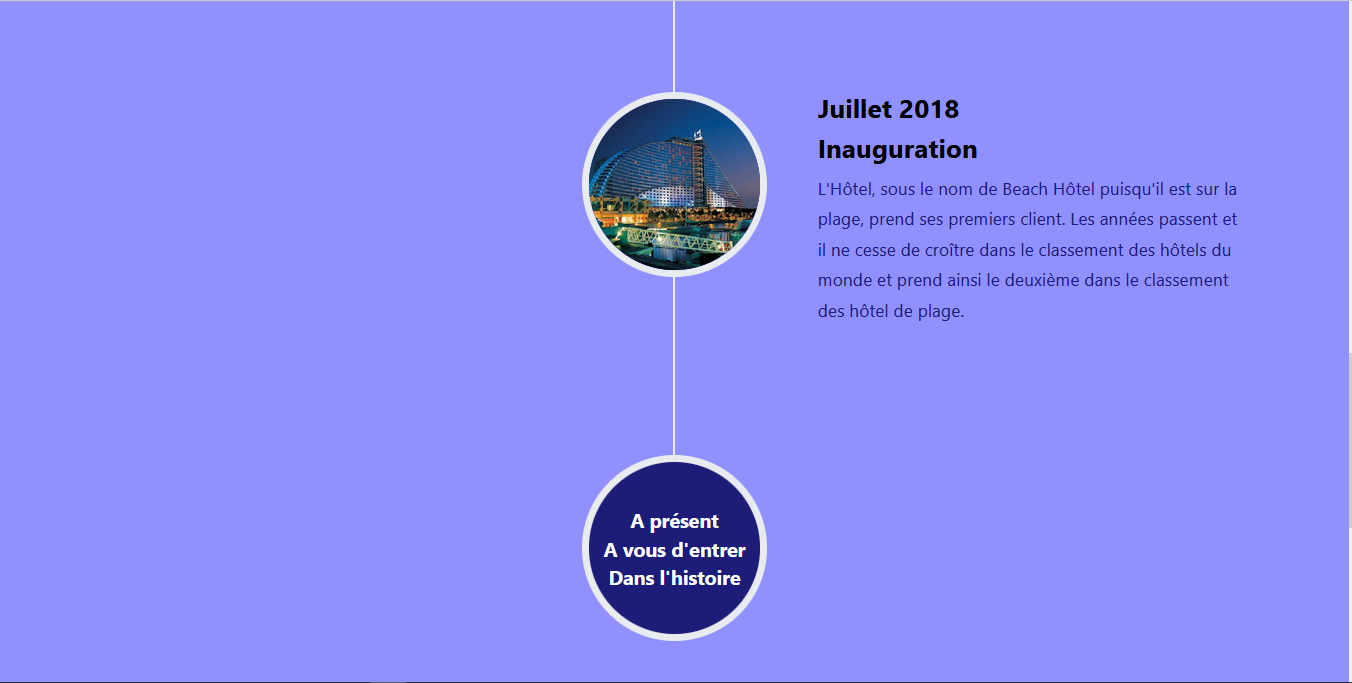 Juillet 2018
Inauguration
L'Hôtel, sous le nom de Beach Hôtel puisqu'il est sur la
plage, prend ses premiers client. Les années passent et
il ne cesse de croître dans le classement des hôtels du
monde et prend ainsi le deuxième dans le classement
des hôtel de plage.
A présent
A vous d'entrer
Dans l'histoire